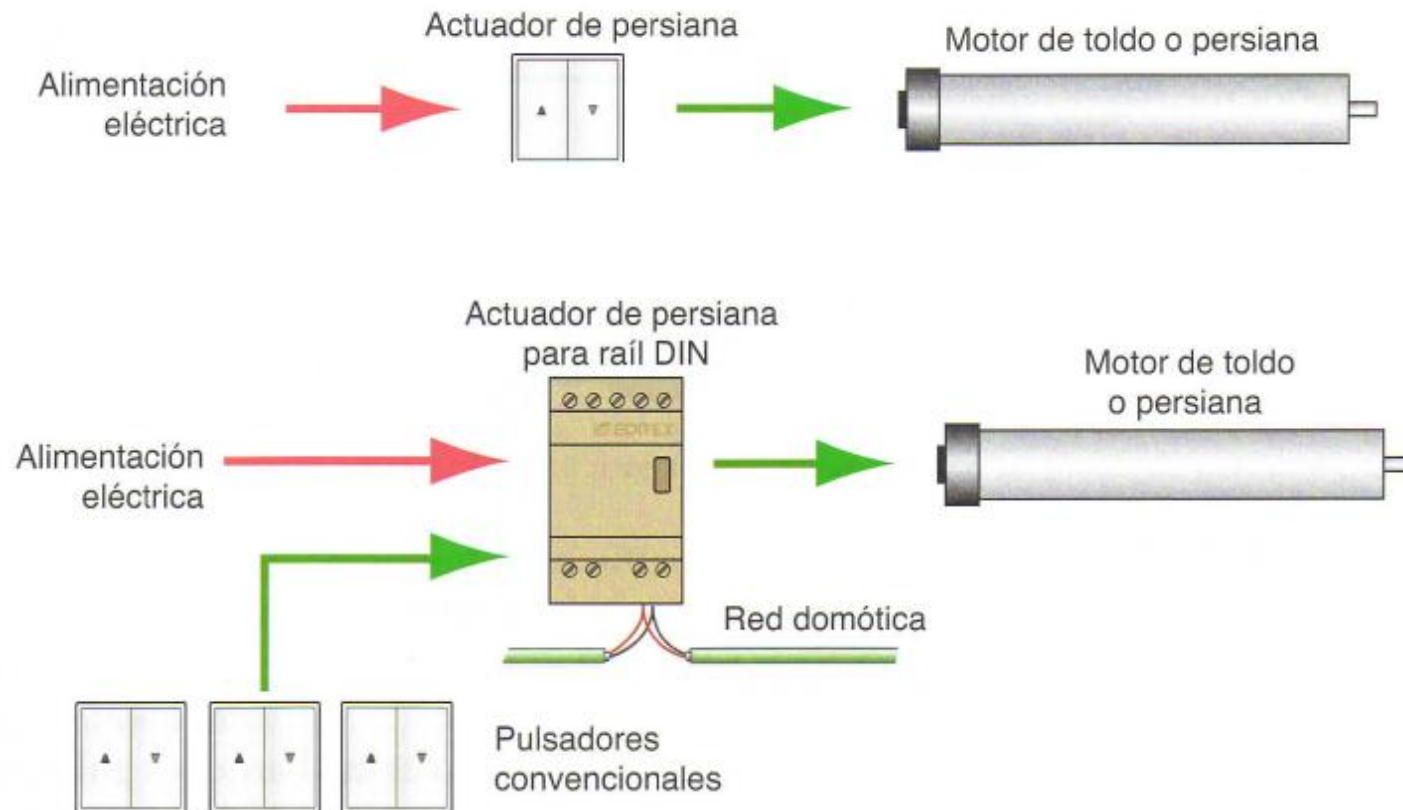 Actuador de persiana
Motor de toldo o persiana
Alimentación
eléctrica
Actuador de persiana
para raíl DIN
Motor de toldo
o persiana
EDITEX
Alimentación
eléctrica
Red domótica
Pulsadores
convencionales